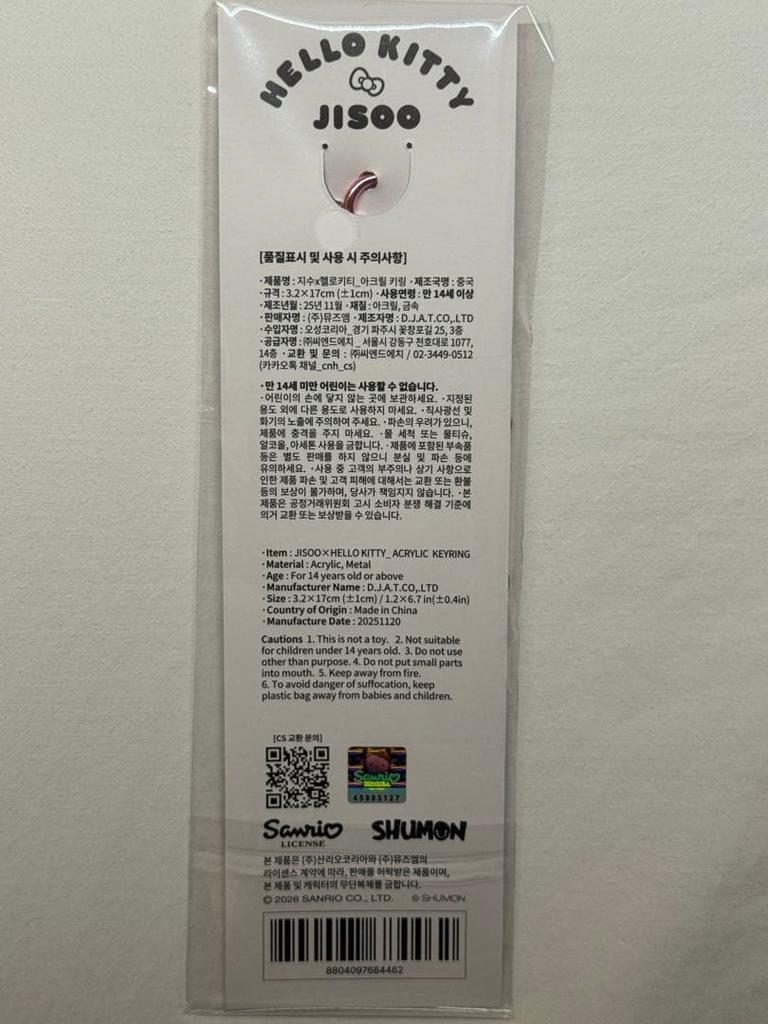 HELLO KITTY
JISOO
[품질표시 및 사용 시 주의사항]
·제품명 : 지수x헬로키티_아크릴 키링 ·제조국명 : 중국
·규격 : 3.2×17cm (±1cm) ·사용연령 : 만 14세 이상
·제조년월 : 25년 11월 ·재질 : 아크릴, 금속
·판매자명 : (주)뮤즈엠 ·제조자명 : D.J.A.T.CO,.LTD
·수입자명 : 오성코리아_경기 파주시 꽃창포길 25, 3층
·공급자명 : ㈜씨엔드에치 _ 서울시 강동구 천호대로 1077,
14층 ·교환 및 문의 : ㈜씨엔드에치 / 02-3449-0512
(카카오톡 채널_cnh_cs)
·만 14세 미만 어린이는 사용할 수 없습니다.
·어린이의 손에 닿지 않는 곳에 보관하세요. ·지정된
용도 외에 다른 용도로 사용하지 마세요. ·직사광선 및
화기의 노출에 주의하여 주세요. ·파손의 우려가 있으니,
제품에 충격을 주지 마세요. ·물 세척 또는 물티슈,
알코올, 아세톤 사용을 금합니다. ·제품에 포함된 부속품
등은 별도 판매를 하지 않으니 분실 및 파손 등에
유의하세요. ·사용 중 고객의 부주의나 상기 사항으로
인한 제품 파손 및 고객 피해에 대해서는 교환 또는 환불
등의 보상이 불가하며, 당사가 책임지지 않습니다. ·본
제품은 공정거래위원회 고시 소비자 분쟁 해결 기준에
의거 교환 또는 보상받을 수 있습니다.
·Item : JISOO×HELLO KITTY_ ACRYLIC KEYRING
·Material : Acrylic, Metal
·Age : For 14 years old or above
·Manufacturer Name : D.J.A.T.CO,.LTD
·Size : 3.2×17cm (±1cm) / 1.2×6.7 in(±0.4in)
·Country of Origin : Made in China
·Manufacture Date : 20251120
Cautions 1. This is not a toy. 2. Not suitable
for children under 14 years old. 3. Do not use
other than purpose. 4. Do not put small parts
into mouth. 5. Keep away from fire.
6. To avoid danger of suffocation, keep
plastic bag away from babies and children.
[CS 교환 문의]
Sanrio
45903127
Sanrio SHUMON
LICENSE
본 제품은 (주)산리오코리아와 (주)뮤즈엠의
라이센스 계약에 따라, 판매를 허락받은 제품이며,
본 제품 및 캐릭터의 무단복제를 금합니다.
© 2026 SANRIO CO., LTD. © SHUMON
8804097684462